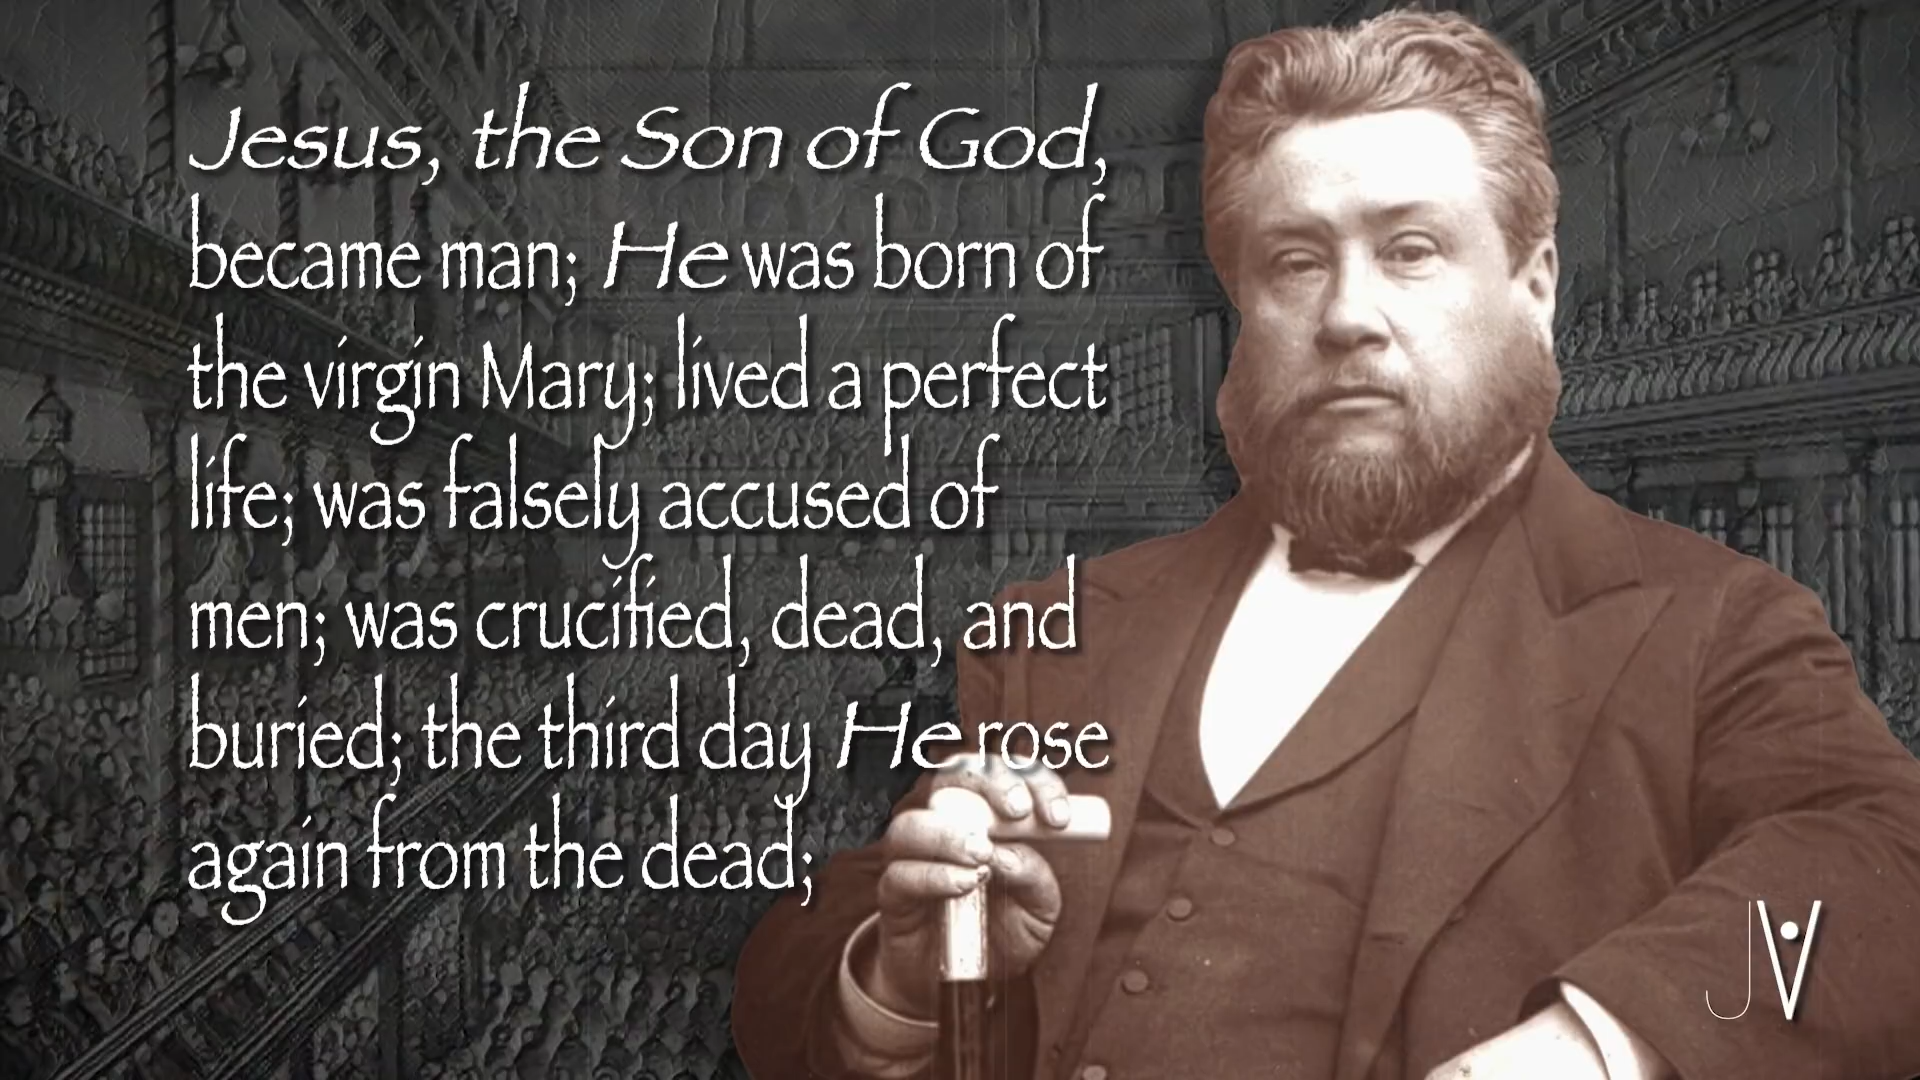 Jesus, the Son of God,
became man; He was born of
the virgin Mary; lived a perfect
life; was falsely accused of
men; was crucified, dead, and
buried; the third day He rose
again from the dead;
JV